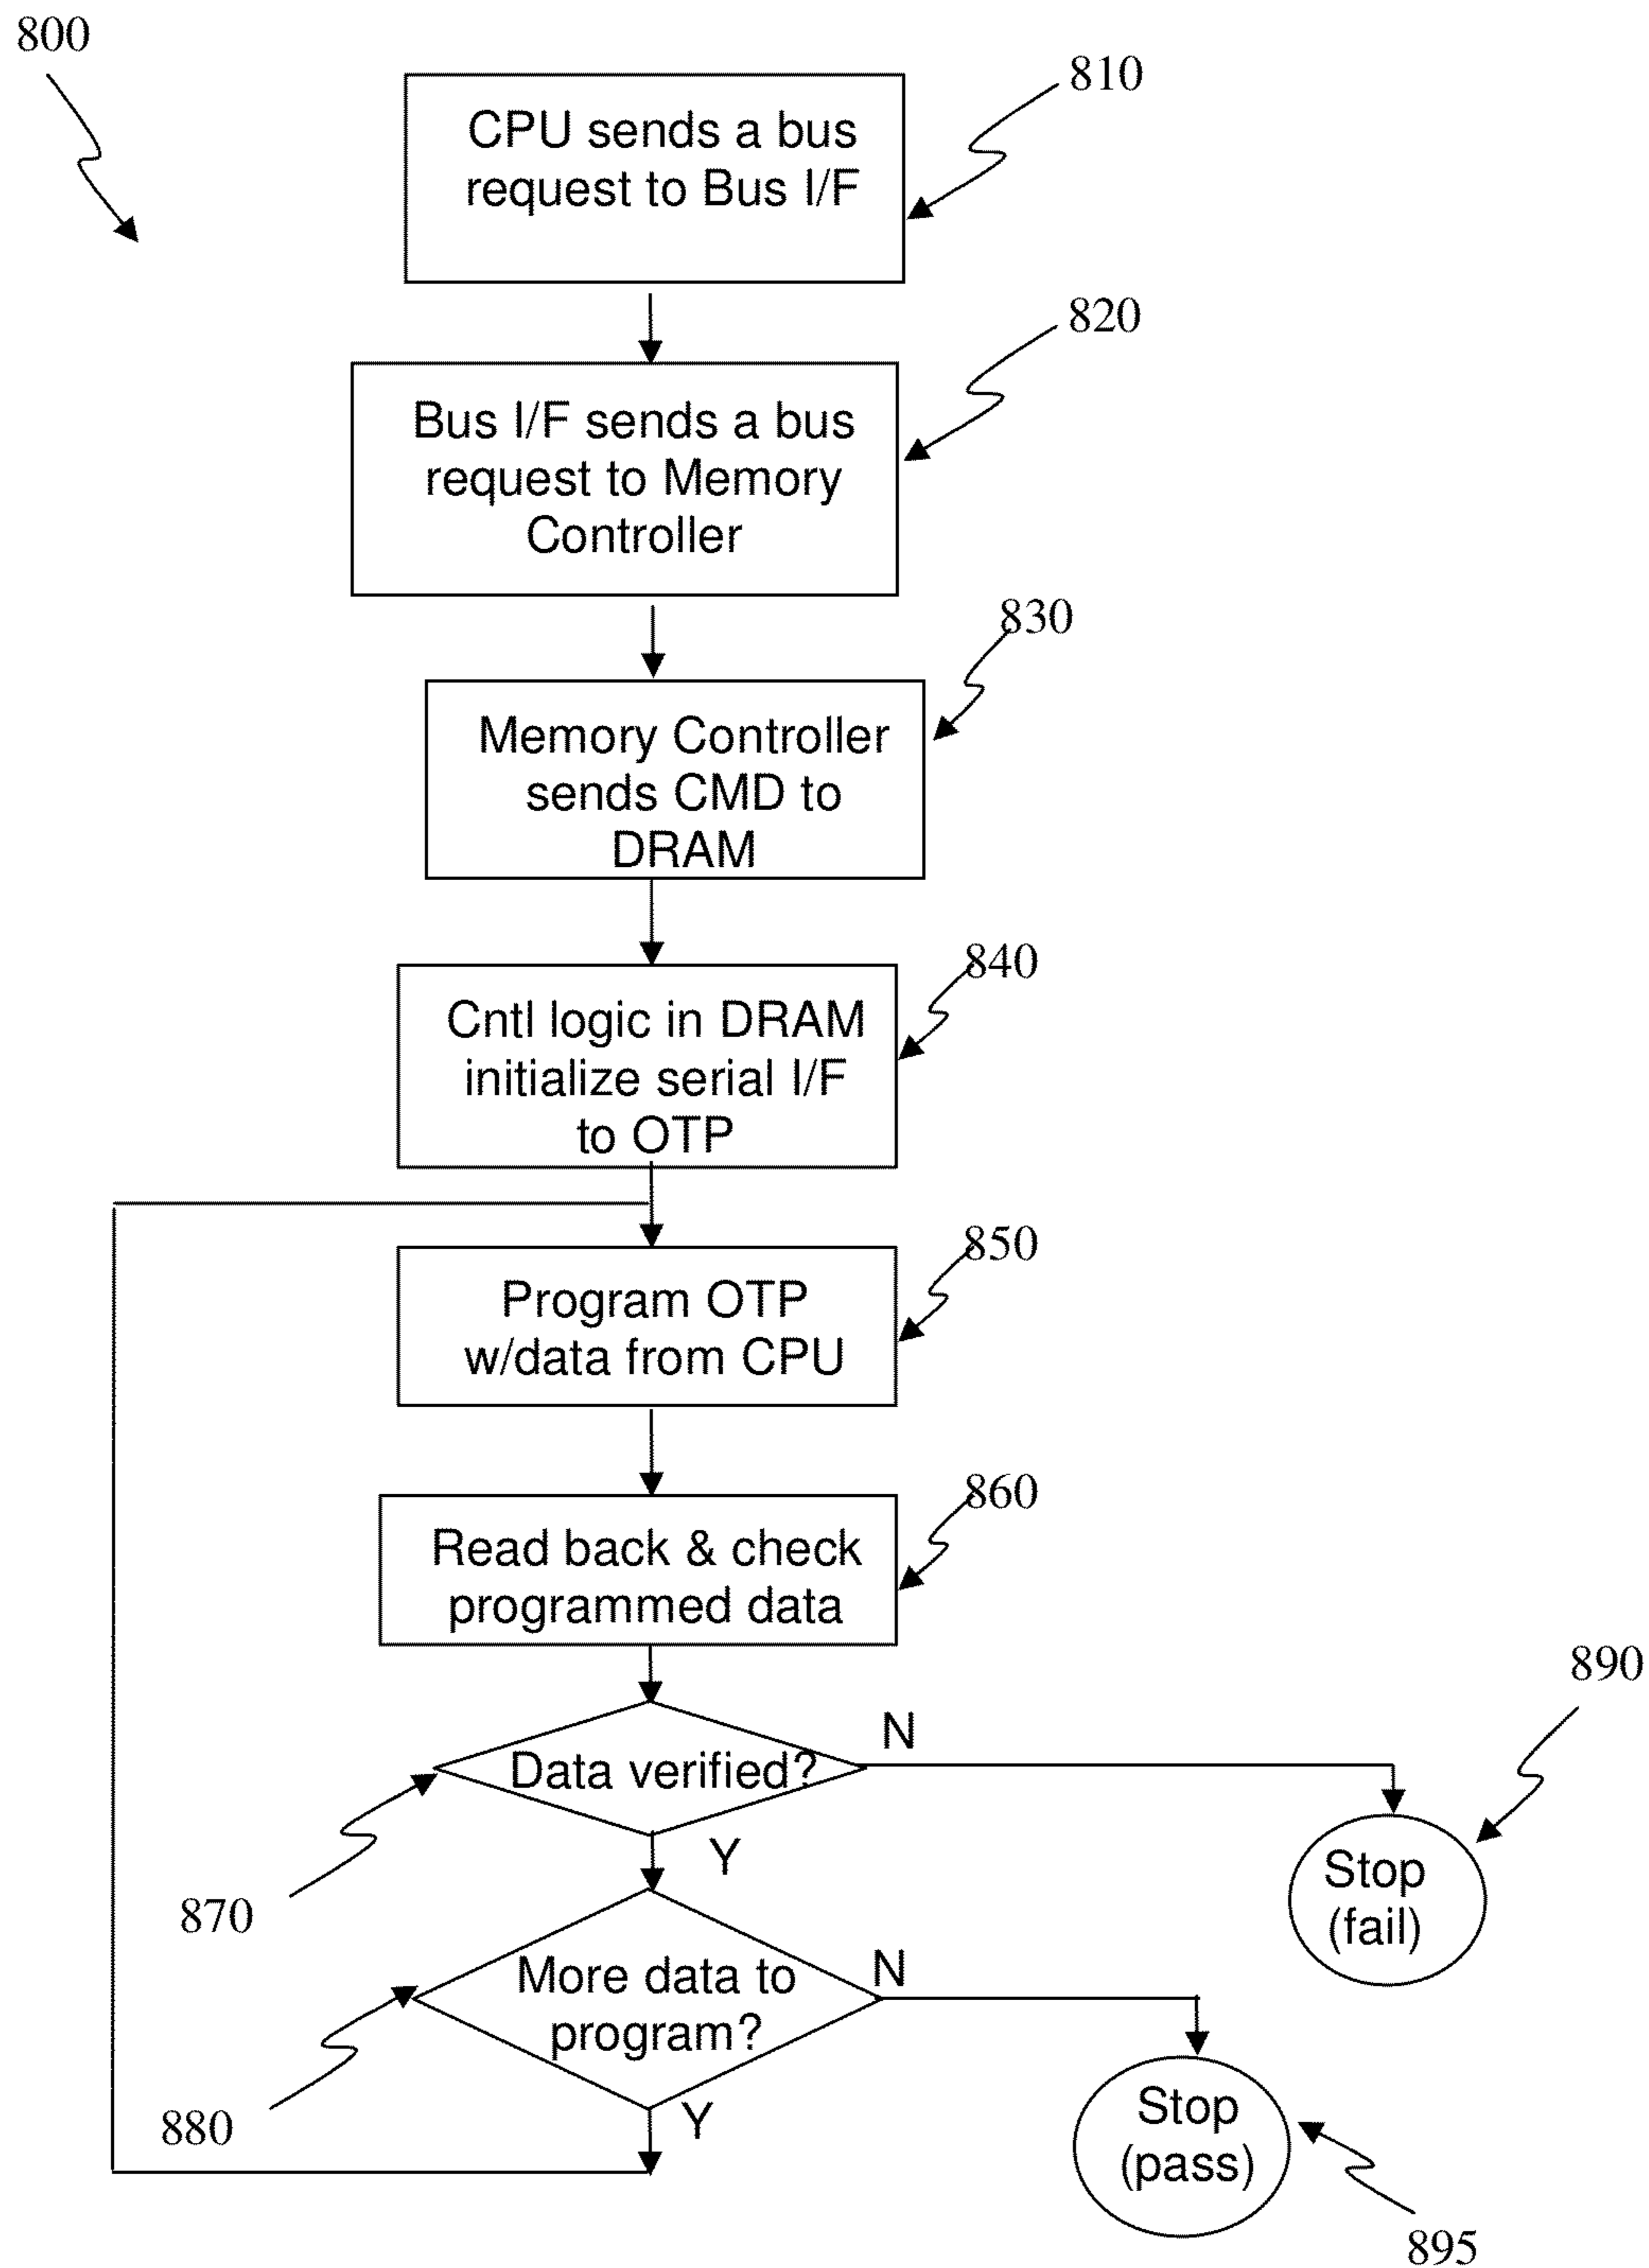 800
810
CPU sends a bus
request to Bus I/F
820
Bus I/F sends a bus
request to Memory
Controller
830
Memory Controller
sends CMD to
DRAM
840
Cntl logic in DRAM
initialize serial I/F
to OTP
850
Program OTP
w/data from CPU
860
Read back & check
programmed data
890
N
Data verified?
Y
Stop
(fail)
870
N
More data to
program?
Y
880
Stop
(pass)
895